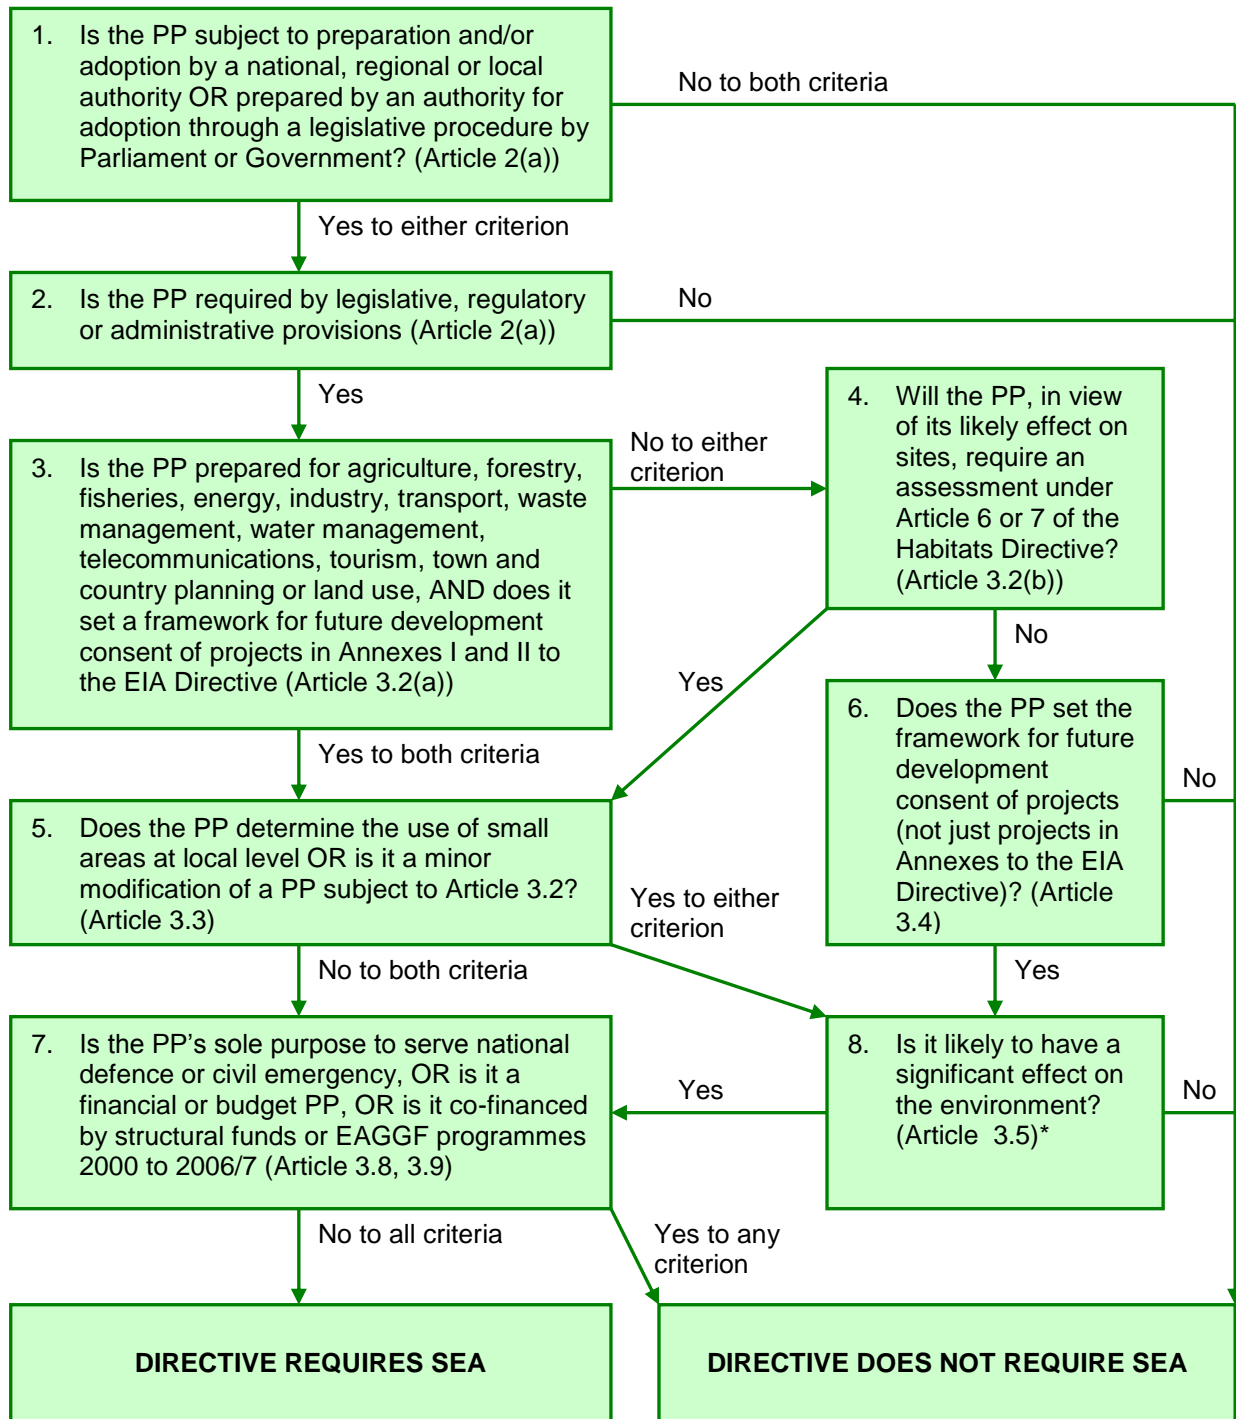 1. Is the PP subject to preparation and/or
adoption by a national, regional or local
authority OR prepared by an authority for
adoption through a legislative procedure by
Parliament or Government? (Article 2(a))
No to both criteria
Yes to either criterion
2. Is the PP required by legislative, regulatory
or administrative provisions (Article 2(a))
No
Yes
3. Is the PP prepared for agriculture, forestry,
fisheries, energy, industry, transport, waste
management, water management,
telecommunications, tourism, town and
country planning or land use, AND does it
set a framework for future development
consent of projects in Annexes I and II to
the EIA Directive (Article 3.2(a))
No to either
criterion
4. Will the PP, in view
of its likely effect on
sites, require an
assessment under
Article 6 or 7 of the
Habitats Directive?
(Article 3.2(b))
Yes
No
Yes to both criteria
6. Does the PP set the
framework for future
development
consent of projects
(not just projects in
Annexes to the EIA
Directive)? (Article
3.4)
No
5. Does the PP determine the use of small
areas at local level OR is it a minor
modification of a PP subject to Article 3.2?
(Article 3.3)
Yes to either
criterion
No to both criteria
Yes
7. Is the PP’s sole purpose to serve national
defence or civil emergency, OR is it a
financial or budget PP, OR is it co-financed
by structural funds or EAGGF programmes
2000 to 2006/7 (Article 3.8, 3.9)
Yes
8. Is it likely to have a
significant effect on
the environment?
(Article 3.5)*
No
No to all criteria
Yes to any
criterion
DIRECTIVE REQUIRES SEA
DIRECTIVE DOES NOT REQUIRE SEA